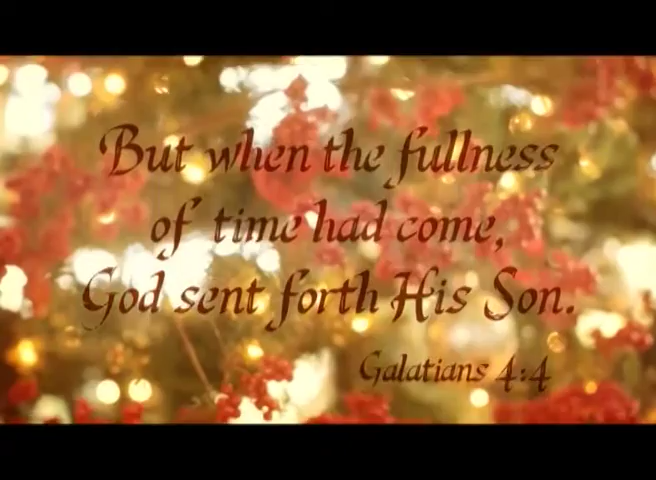 But when the fullness
of time had come,
God sent forth His Son.
Galatians 4:4